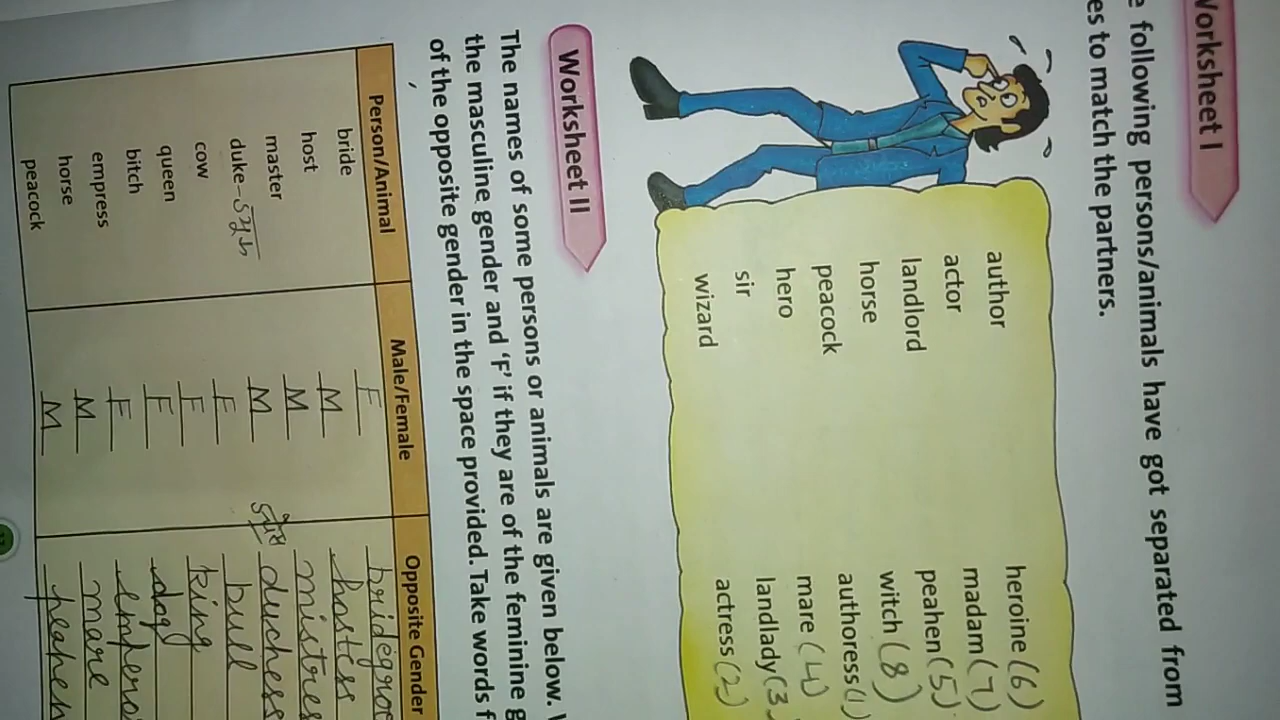 Worksheet I
e following persons/animals have got separated from
es to match the partners.
author heroine (6)
actor madam (7)
landlord peahen (5)
horse witch (8)
peacock authoress (1)
hero mare (4)
sir landlady (3)
wizard actress (2)
Worksheet II
The names of some persons or animals are given below. W
the masculine gender and 'F' if they are of the feminine g
of the opposite gender in the space provided. Take words f
Person/Animal Male/Female Opposite Gender
bride F bridegroo
host M hostess
master M mistres
duke M duchess
cow F bull
queen F king
bitch F dog
empress F empero
horse M mare
peacock M peahen